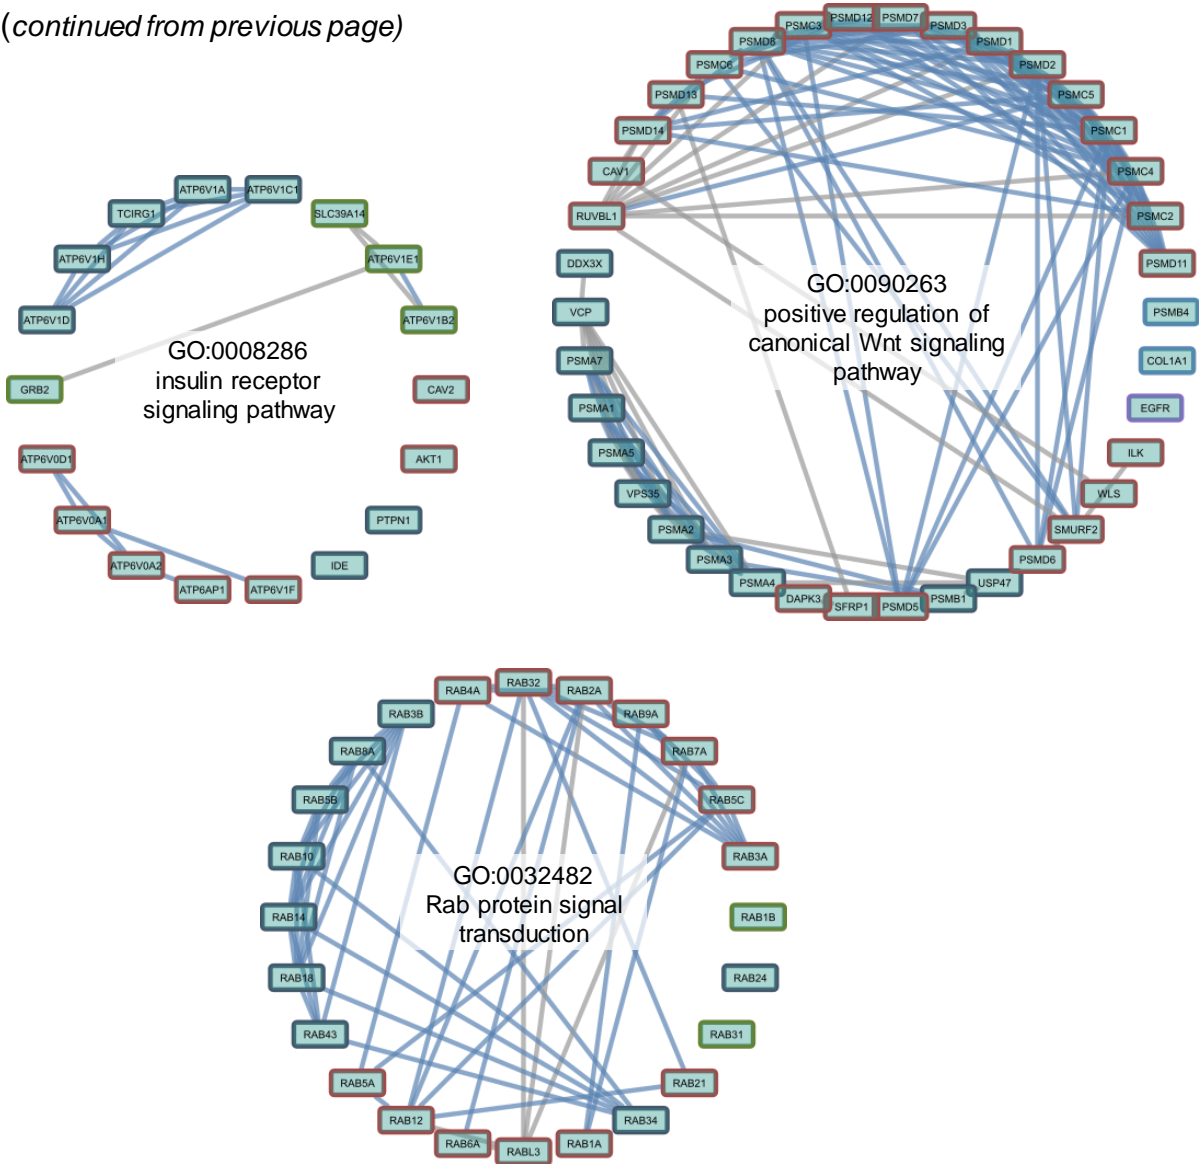 (continued from previous page)
ATP6V1A
ATP6V1C1
TCIRG1
SLC39A14
ATP6V1H
ATP6V1E1
ATP6V1D
ATP6V1B2
GO:0008286
insulin receptor
signaling pathway
GRB2
CAV2
ATP6V0D1
AKT1
ATP6V0A1
PTPN1
ATP6V0A2
IDE
ATP6AP1
ATP6V1F
PSMD12
PSMD7
PSMC3
PSMD3
PSMD8
PSMD1
PSMC6
PSMD2
PSMD13
PSMC5
PSMD14
PSMC1
CAV1
PSMC4
RUVBL1
PSMC2
DDX3X
PSMD11
GO:0090263
positive regulation of
canonical Wnt signaling
pathway
VCP
PSMB4
PSMA7
COL1A1
PSMA1
EGFR
PSMA5
ILK
VPS35
WLS
PSMA2
SMURF2
PSMA3
PSMD6
PSMA4
USP47
DAPK3
SFRP1
PSMD5
PSMB1
RAB4A
RAB32
RAB2A
RAB3B
RAB9A
RAB8A
RAB7A
RAB5B
RAB5C
RAB10
RAB3A
GO:0032482
Rab protein signal
transduction
RAB14
RAB1B
RAB18
RAB24
RAB43
RAB31
RAB5A
RAB21
RAB12
RAB34
RAB6A
RABL3
RAB1A